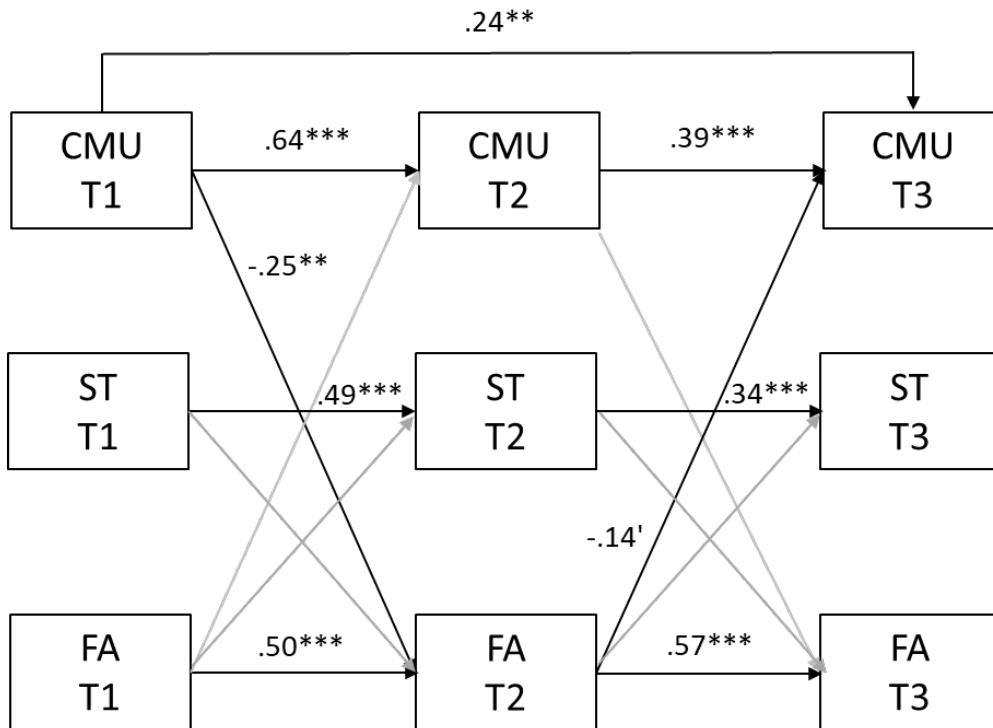 .24**
CMU
T1
.64***
CMU
T2
.39***
CMU
T3
-.25**
ST
T1
.49***
ST
T2
.34***
ST
T3
-.14'
FA
T1
.50***
FA
T2
.57***
FA
T3